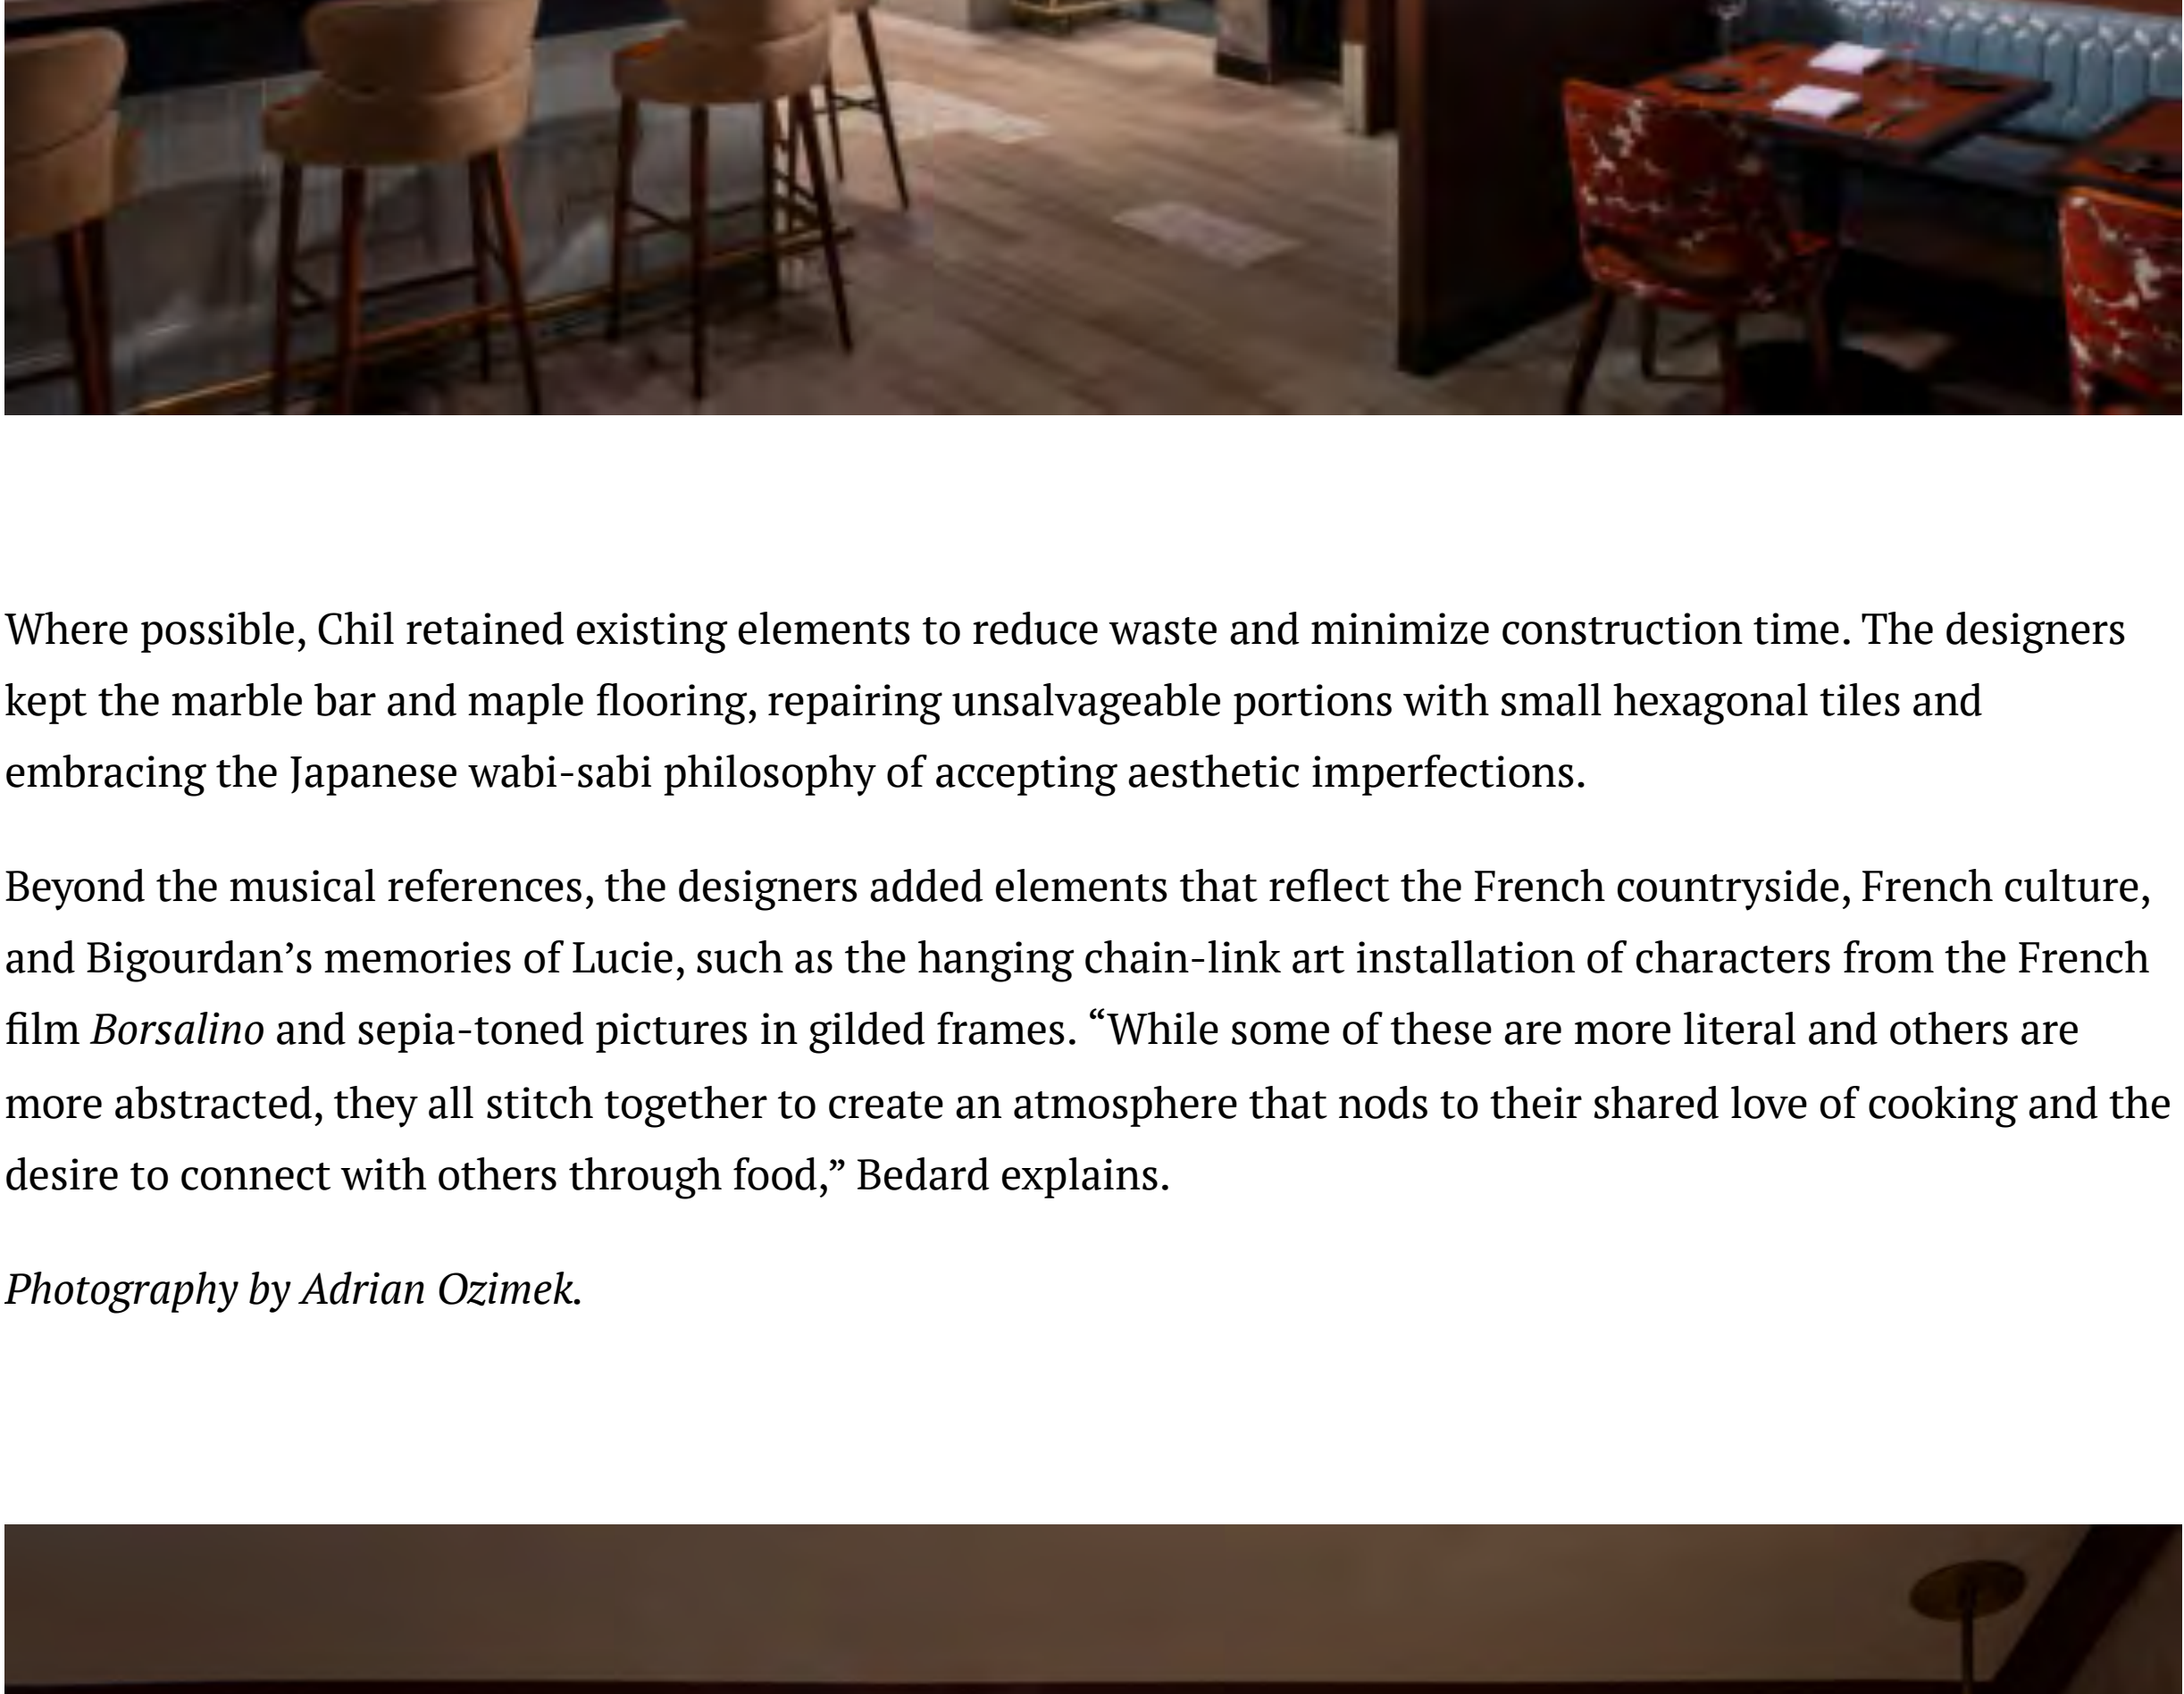 Where possible, Chil retained existing elements to reduce waste and minimize construction time. The designers
kept the marble bar and maple flooring, repairing unsalvageable portions with small hexagonal tiles and
embracing the Japanese wabi-sabi philosophy of accepting aesthetic imperfections.
Beyond the musical references, the designers added elements that reflect the French countryside, French culture,
and Bigourdan’s memories of Lucie, such as the hanging chain-link art installation of characters from the French
film Borsalino and sepia-toned pictures in gilded frames. “While some of these are more literal and others are
more abstracted, they all stitch together to create an atmosphere that nods to their shared love of cooking and the
desire to connect with others through food,” Bedard explains.
Photography by Adrian Ozimek.